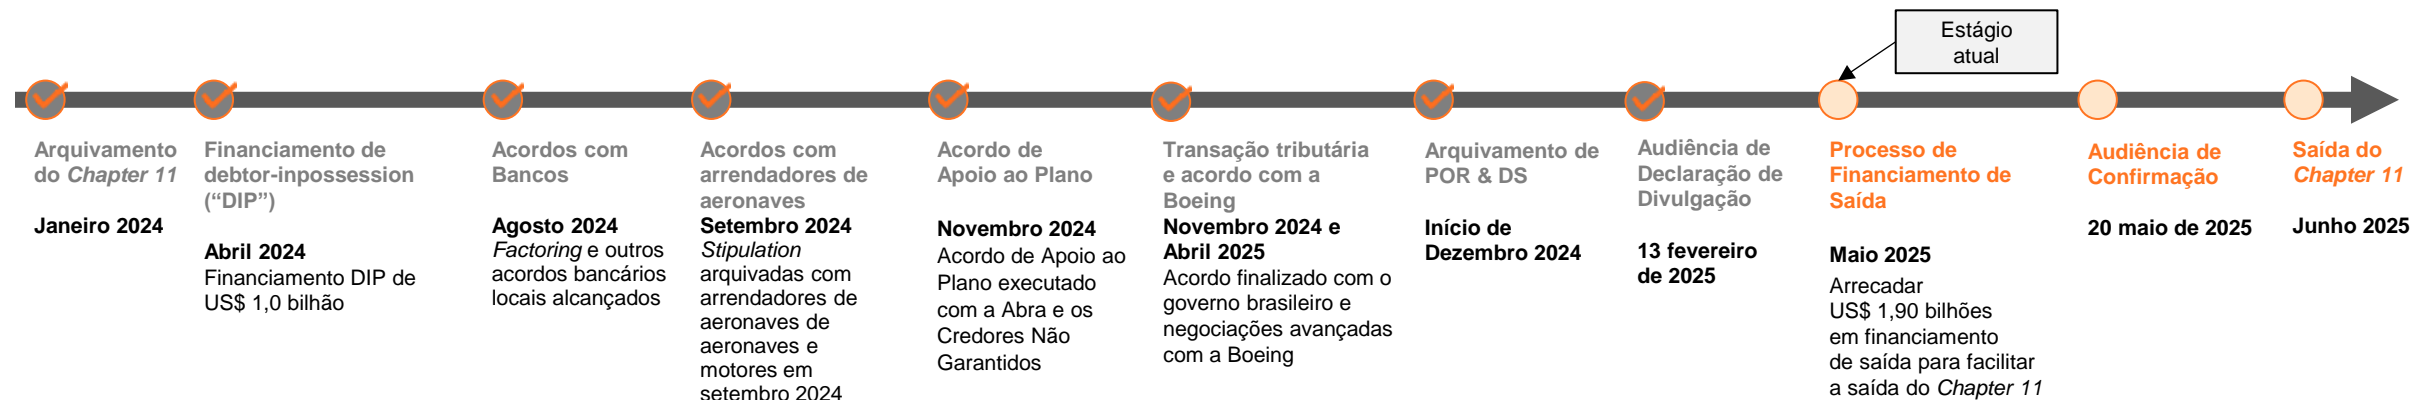 Estágio
atual
Arquivamento
do Chapter 11
Janeiro 2024
Financiamento de
debtor-inpossession
(“DIP”)
Abril 2024
Financiamento DIP de
US$ 1,0 bilhão
Acordos com
Bancos
Agosto 2024
Factoring e outros
acordos bancários
locais alcançados
Acordos com
arrendadores de
aeronaves
Setembro 2024
Stipulation
arquivadas com
arrendadores de
aeronaves de
aeronaves e
motores em
setembro 2024
Acordo de
Apoio ao Plano
Novembro 2024
Acordo de Apoio ao
Plano executado
com a Abra e os
Credores Não
Garantidos
Transação tributária
e acordo com a
Boeing
Novembro 2024 e
Abril 2025
Acordo finalizado com o
governo brasileiro e
negociações avançadas
com a Boeing
Arquivamento de
POR & DS
Início de
Dezembro 2024
Audiência de
Declaração de
Divulgação
13 fevereiro
de 2025
Processo de
Financiamento de
Saída
Maio 2025
Arrecadar
US$ 1,90 bilhões
em financiamento
de saída para facilitar
a saída do Chapter 11
Audiência de
Confirmação
20 maio de 2025
Saída do
Chapter 11
Junho 2025